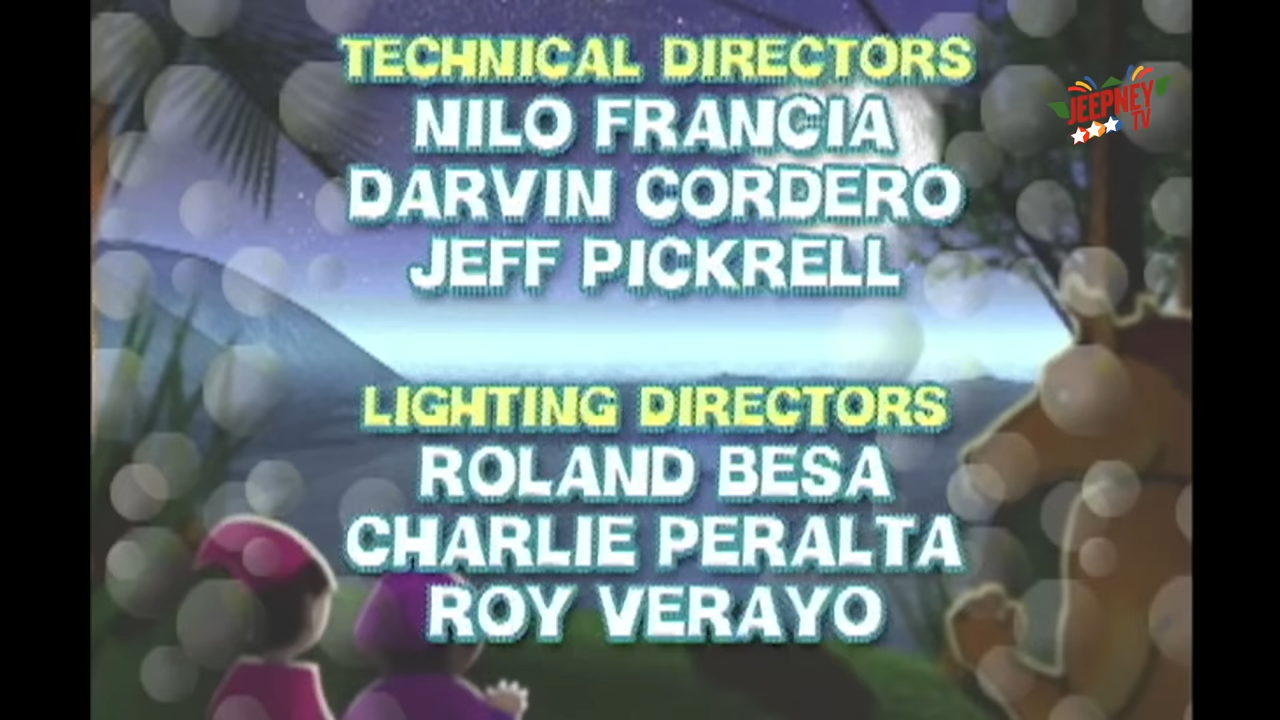 TECHNICAL DIRECTORS
NILO FRANCIA
DARVIN CORDERO
JEFF PICKRELL
JEEPNEY
TV
LIGHTING DIRECTORS
ROLAND BESA
CHARLIE PERALTA
ROY VERAYO